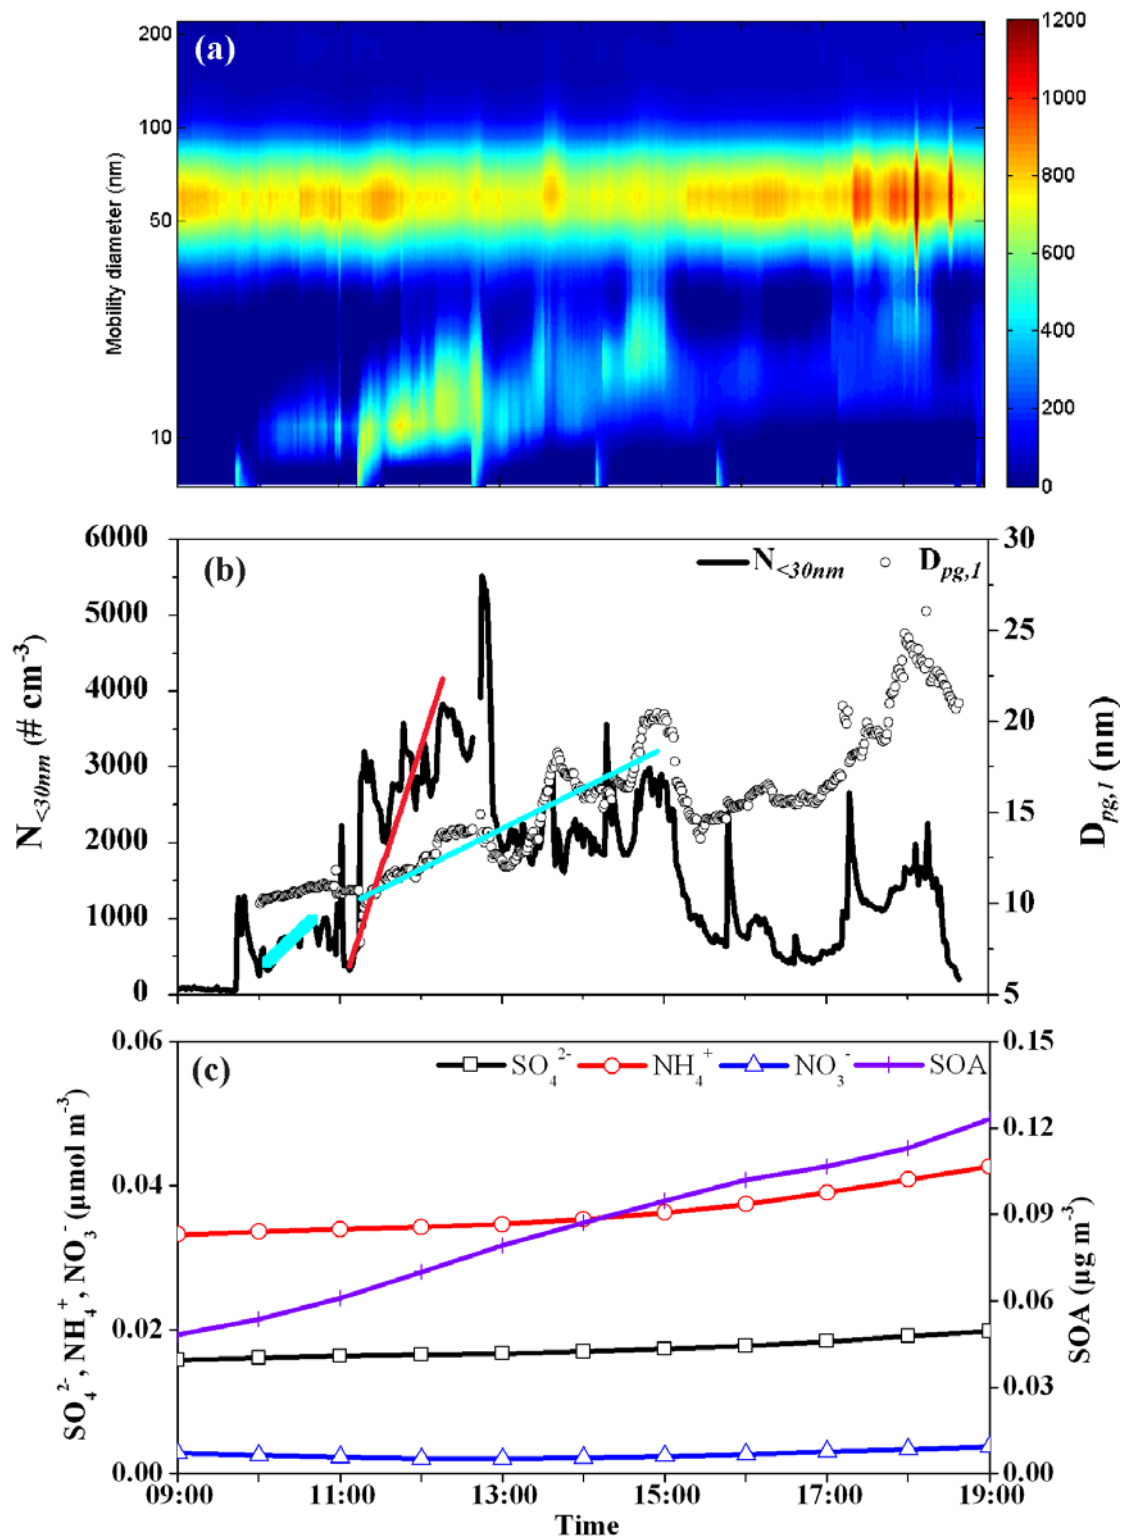 (a)
200
100
50
10
Mobility diameter (nm)
1200
1000
800
600
400
200
0
(b)
N<30nm
Dpg,1
6000
5000
4000
3000
2000
1000
0
N<30nm (# cm-3)
30
25
20
15
10
5
Dpg,1 (nm)
(c)
SO42-
NH4+
NO3-
SOA
0.06
0.04
0.02
0.00
SO42-, NH4+, NO3- (μmol m-3)
0.15
0.12
0.09
0.06
0.03
0.00
SOA (μg m-3)
09:00 11:00 13:00 15:00 17:00 19:00
Time